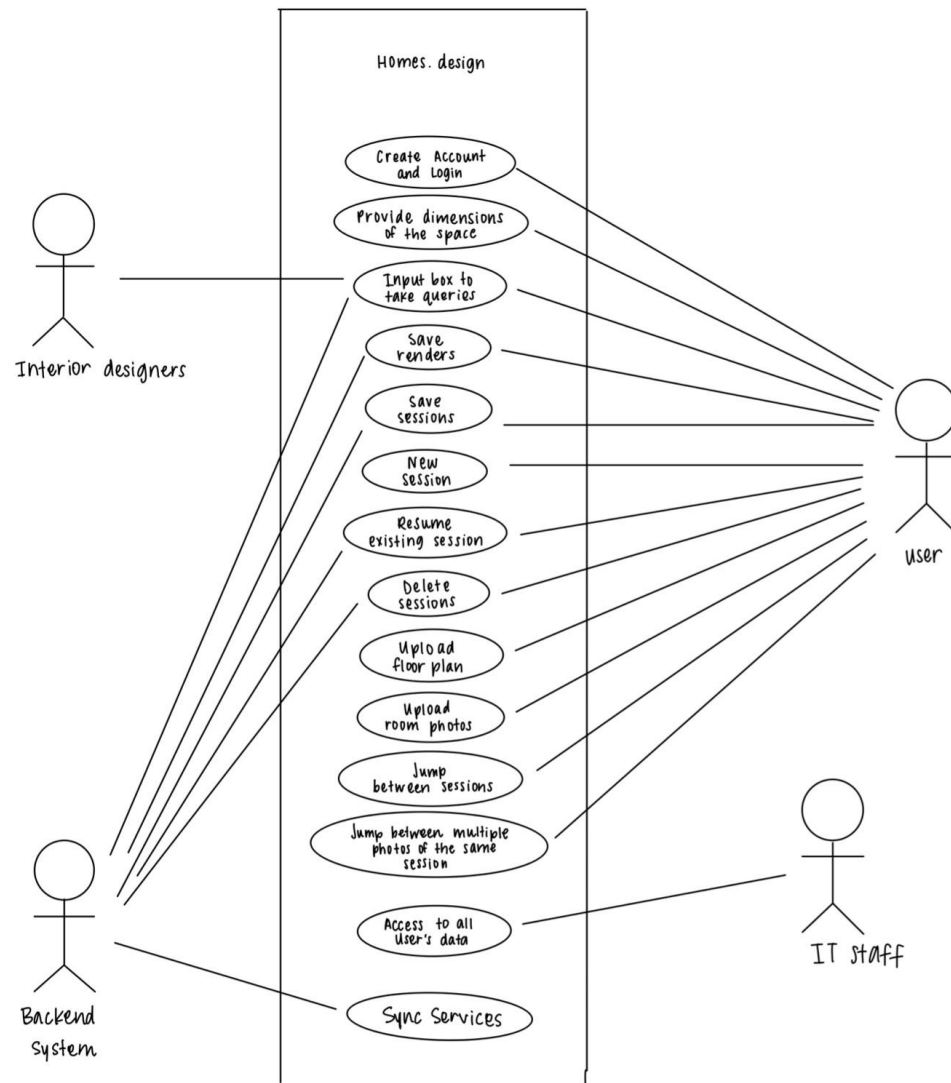 Homes.design
Create Account
and Login
Provide dimensions
of the space
Input box to
take queries
Interior designers
Save
renders
Save
sessions
New
session
Resume
existing session
user
Delete
sessions
Upload
floor plan
Upload
room photos
Jump
between sessions
Jump between multiple
photos of the same
session
Access to all
User's data
IT staff
Backend
system
Sync Services